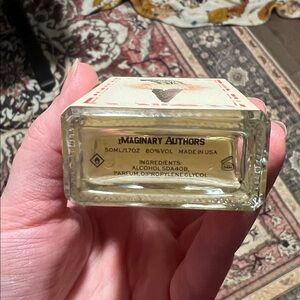 IMAGINARY AUTHORS
50ML/1.7OZ 80%VOL MADE IN USA
INGREDIENTS:
ALCOHOL SDA40B,
PARFUM, DIPROPYLENE GLYCOL